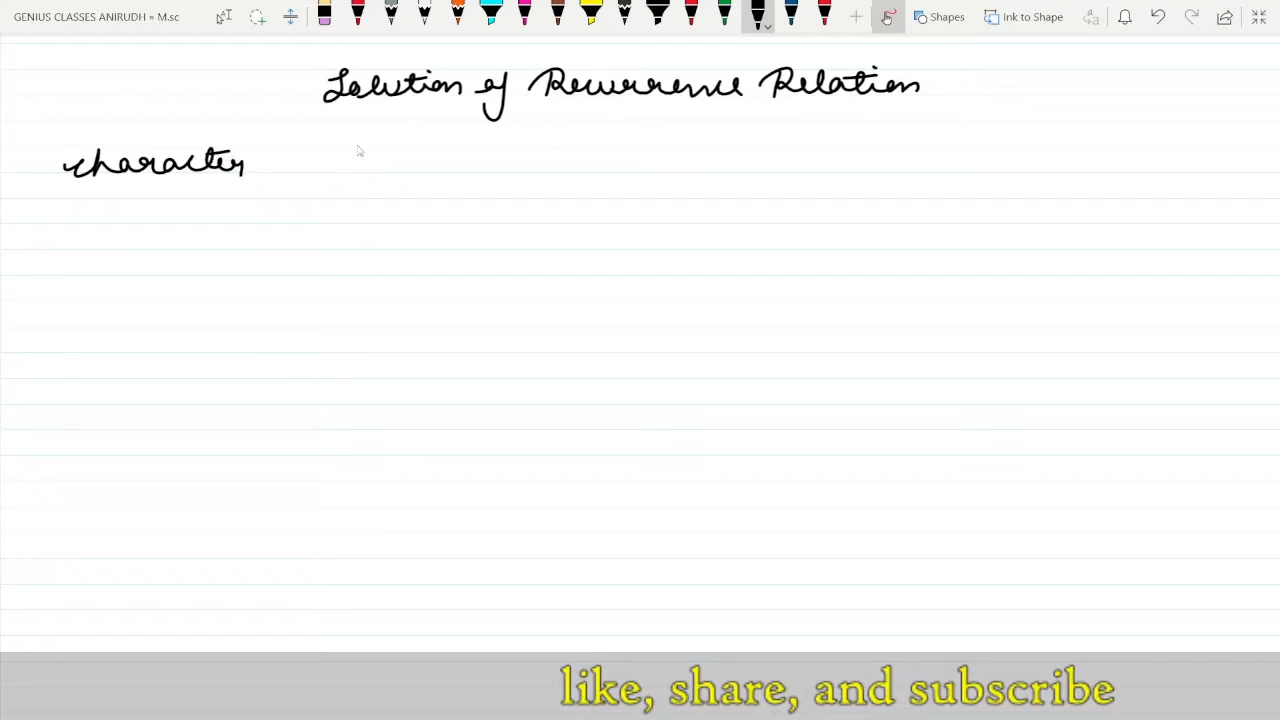 GENIUS CLASSES ANIRUDH » M.sc
Shapes
Ink to Shape
Solution of Recurrence Relation
character
like, share, and subscribe